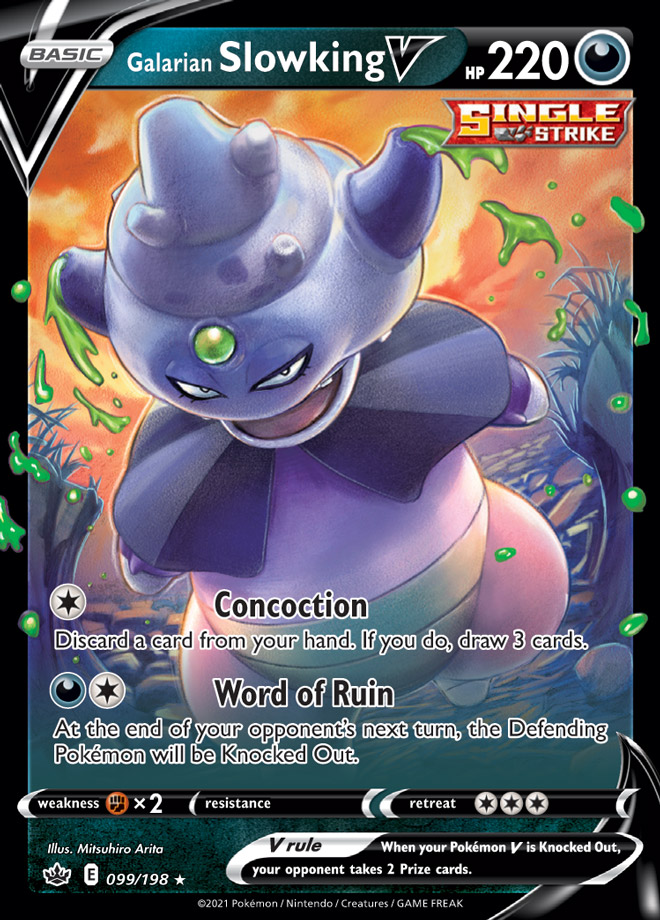 BASIC
Galarian Slowking V HP 220
SINGLE
STRIKE
Concoction
Discard a card from your hand. If you do, draw 3 cards.
Word of Ruin
At the end of your opponent's next turn, the Defending
Pokémon will be Knocked Out.
weakness ×2 resistance retreat
Illus. Mitsuhiro Arita
V rule When your Pokémon V is Knocked Out,
your opponent takes 2 Prize cards.
E 099/198 ★
©2021 Pokémon / Nintendo / Creatures / GAME FREAK